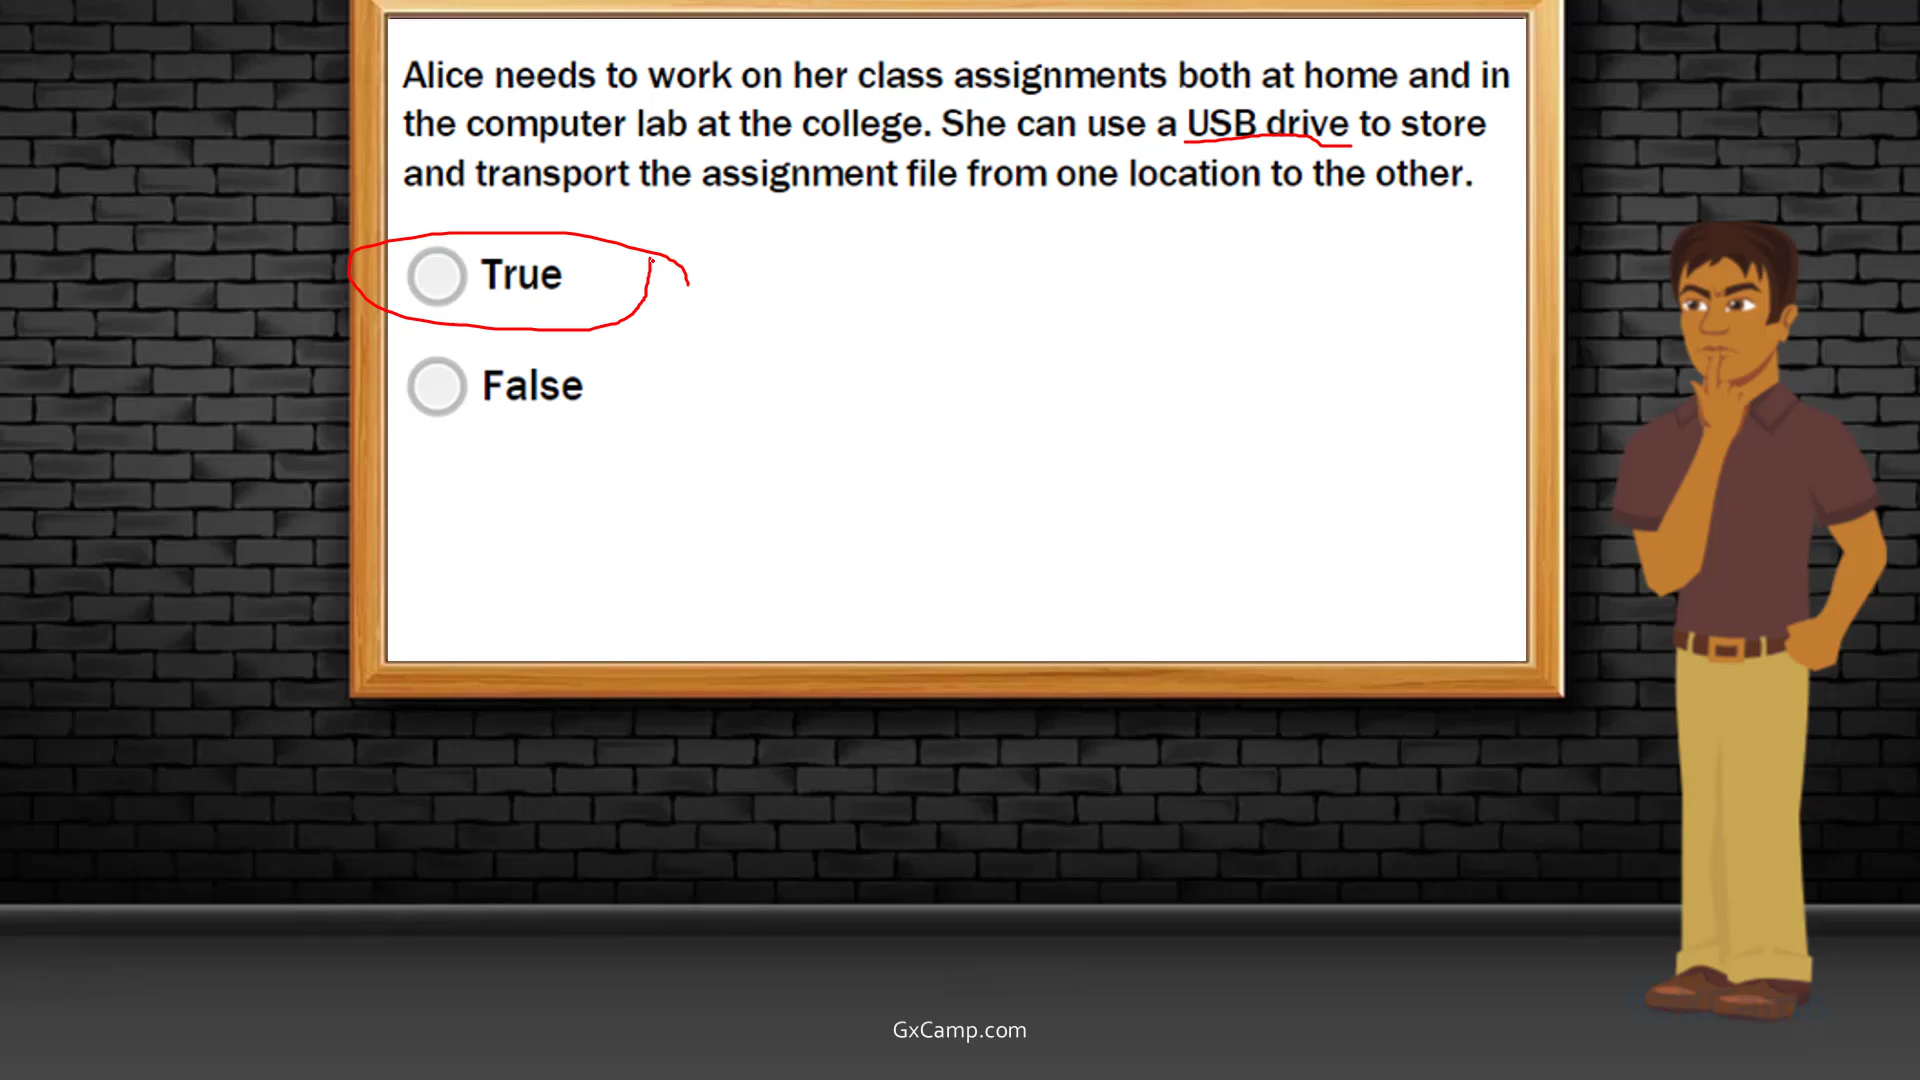 Alice needs to work on her class assignments both at home and in
the computer lab at the college. She can use a USB drive to store
and transport the assignment file from one location to the other.
True
False
GxCamp.com